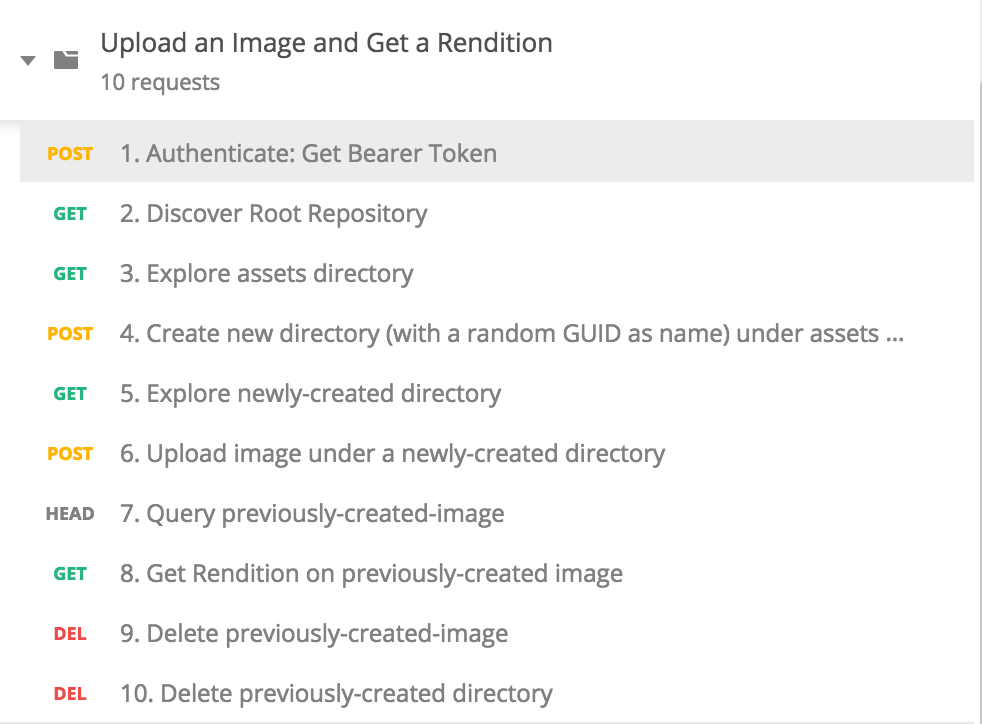 Upload an Image and Get a Rendition
10 requests
POST 1. Authenticate: Get Bearer Token
GET 2. Discover Root Repository
GET 3. Explore assets directory
POST 4. Create new directory (with a random GUID as name) under assets ...
GET 5. Explore newly-created directory
POST 6. Upload image under a newly-created directory
HEAD 7. Query previously-created-image
GET 8. Get Rendition on previously-created image
DEL 9. Delete previously-created-image
DEL 10. Delete previously-created directory